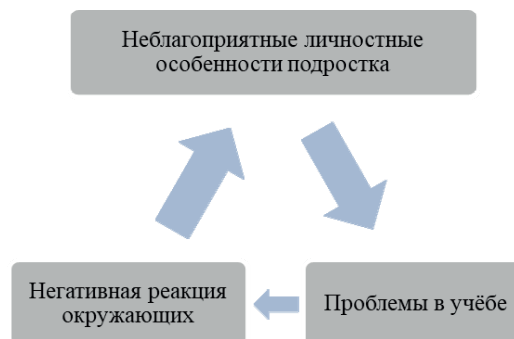 Неблагоприятные личностные
особенности подростка
Негативная реакция
окружающих
Проблемы в учёбе